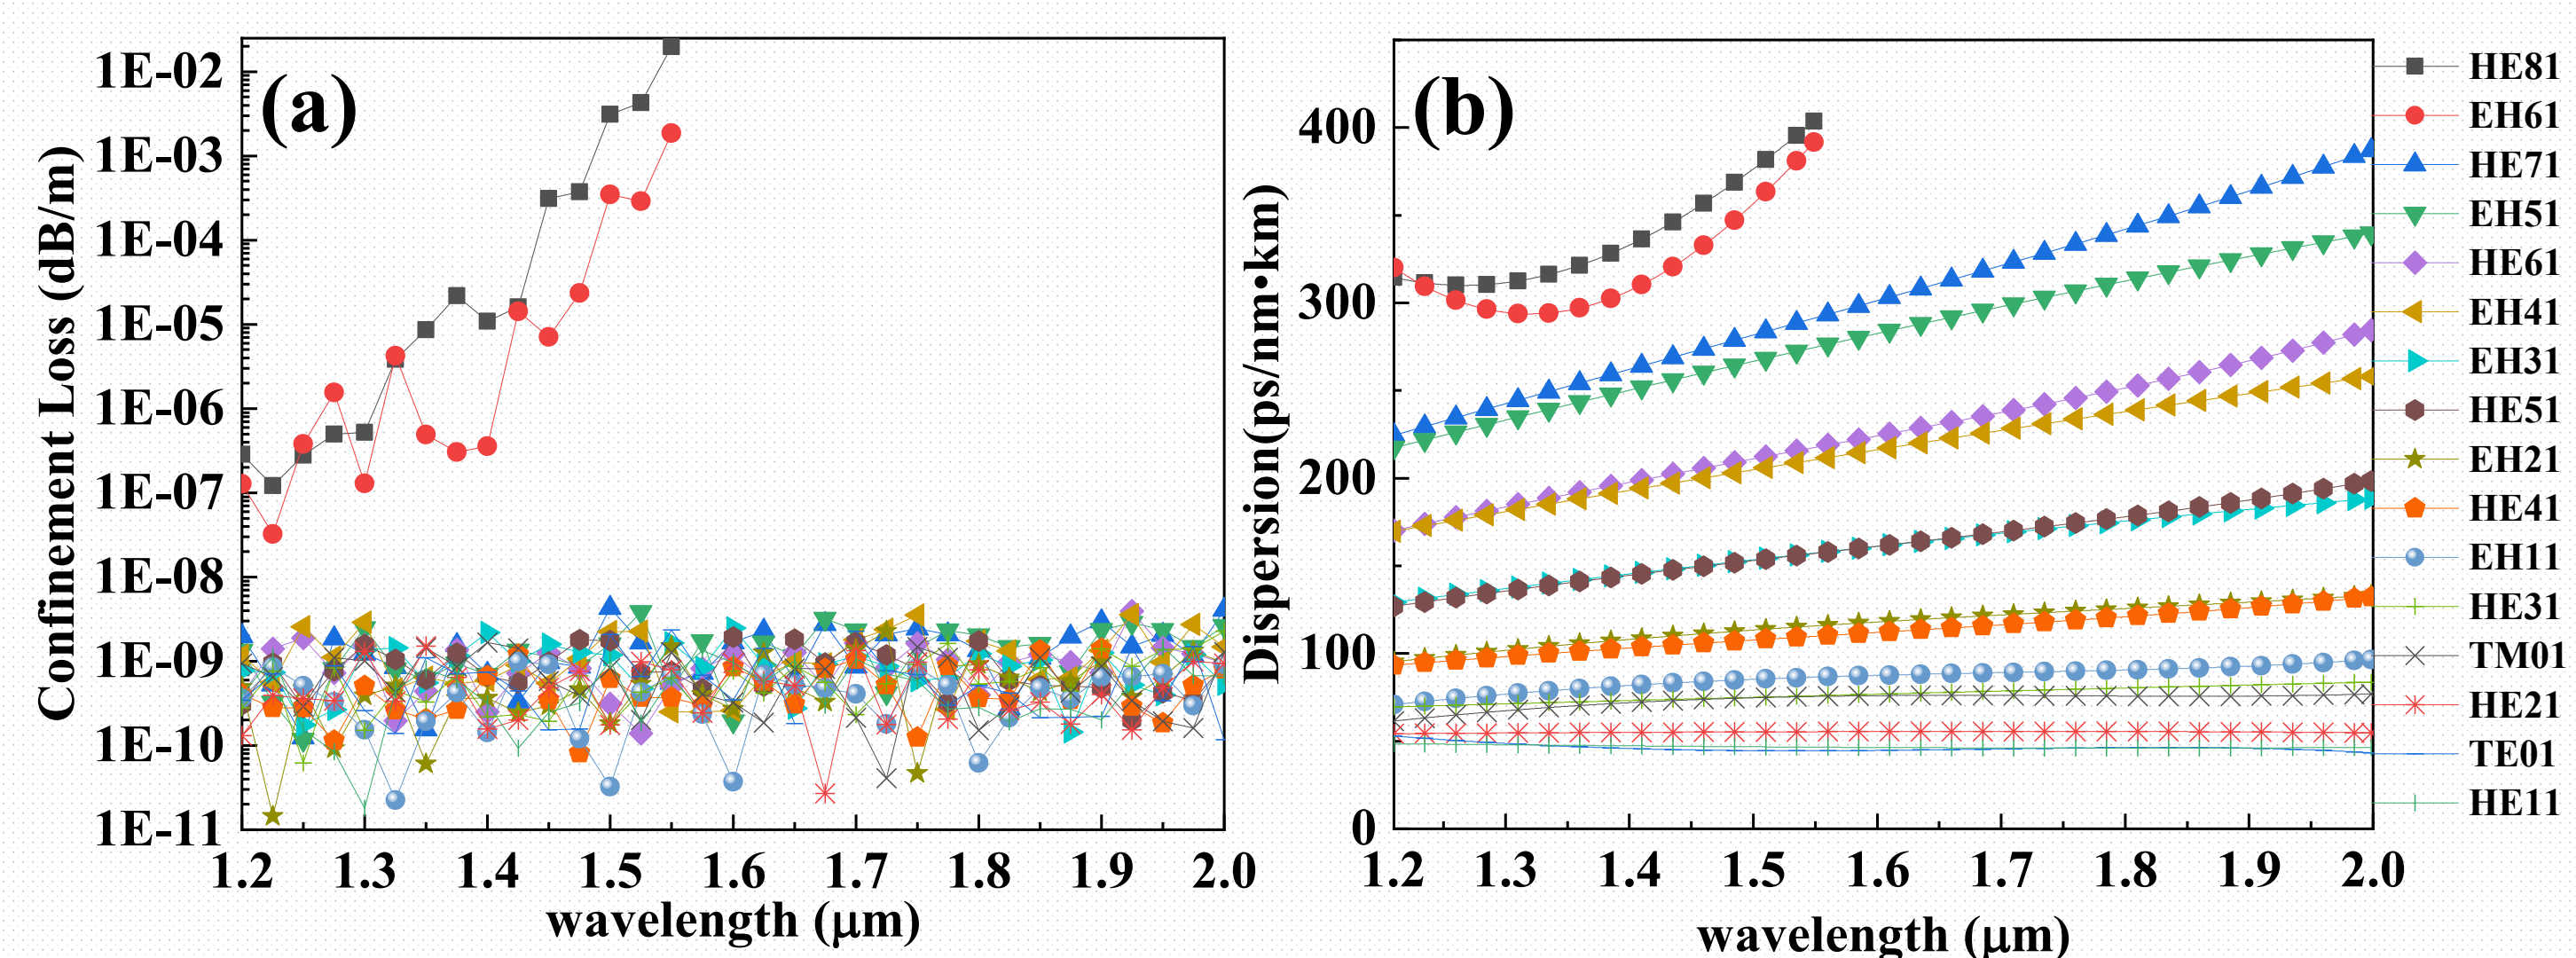 (a)
Confinement Loss (dB/m)
1E-02
1E-03
1E-04
1E-05
1E-06
1E-07
1E-08
1E-09
1E-10
1E-11
1.2 1.3 1.4 1.5 1.6 1.7 1.8 1.9 2.0
wavelength (μm)
(b)
Dispersion(ps/nm•km)
400
300
200
100
0
1.2 1.3 1.4 1.5 1.6 1.7 1.8 1.9 2.0
wavelength (μm)
HE81
EH61
HE71
EH51
HE61
EH41
EH31
HE51
EH21
HE41
EH11
HE31
TM01
HE21
TE01
HE11